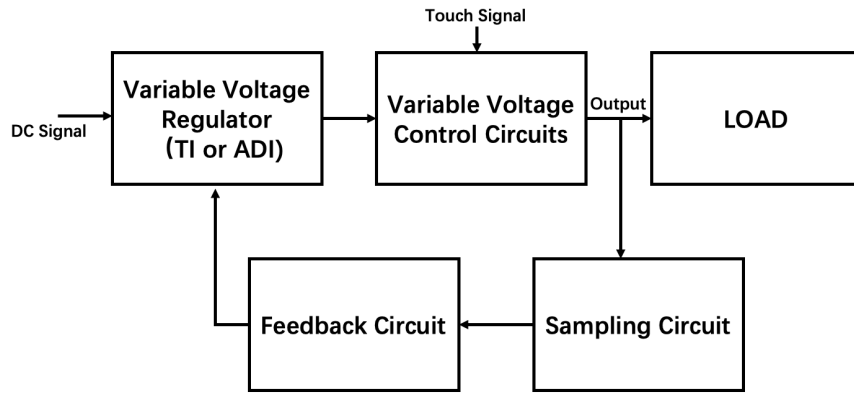 Touch Signal
DC Signal
Variable Voltage
Regulator
(TI or ADI)
Variable Voltage
Control Circuits
Output
LOAD
Feedback Circuit
Sampling Circuit